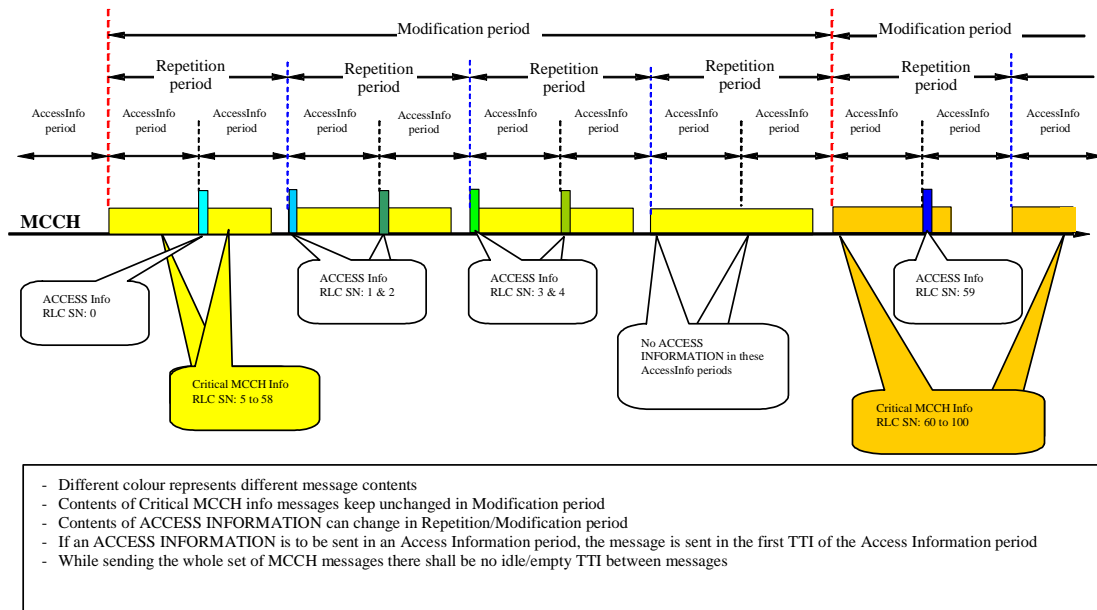 Modification period
Modification period
Repetition
period
Repetition
period
Repetition
period
Repetition
period
Repetition
period
AccessInfo
period
AccessInfo
period
AccessInfo
period
AccessInfo
period
AccessInfo
period
AccessInfo
period
AccessInfo
period
AccessInfo
period
AccessInfo
period
AccessInfo
period
AccessInfo
period
AccessInfo
period
MCCH
ACCESS Info
RLC SN: 0
ACCESS Info
RLC SN: 1 & 2
ACCESS Info
RLC SN: 3 & 4
ACCESS Info
RLC SN: 59
No ACCESS
INFORMATION in these
AccessInfo periods
Critical MCCH Info
RLC SN: 5 to 58
Critical MCCH Info
RLC SN: 60 to 100
- Different colour represents different message contents
- Contents of Critical MCCH info messages keep unchanged in Modification period
- Contents of ACCESS INFORMATION can change in Repetition/Modification period
- If an ACCESS INFORMATION is to be sent in an Access Information period, the message is sent in the first TTI of the Access Information period
- While sending the whole set of MCCH messages there shall be no idle/empty TTI between messages